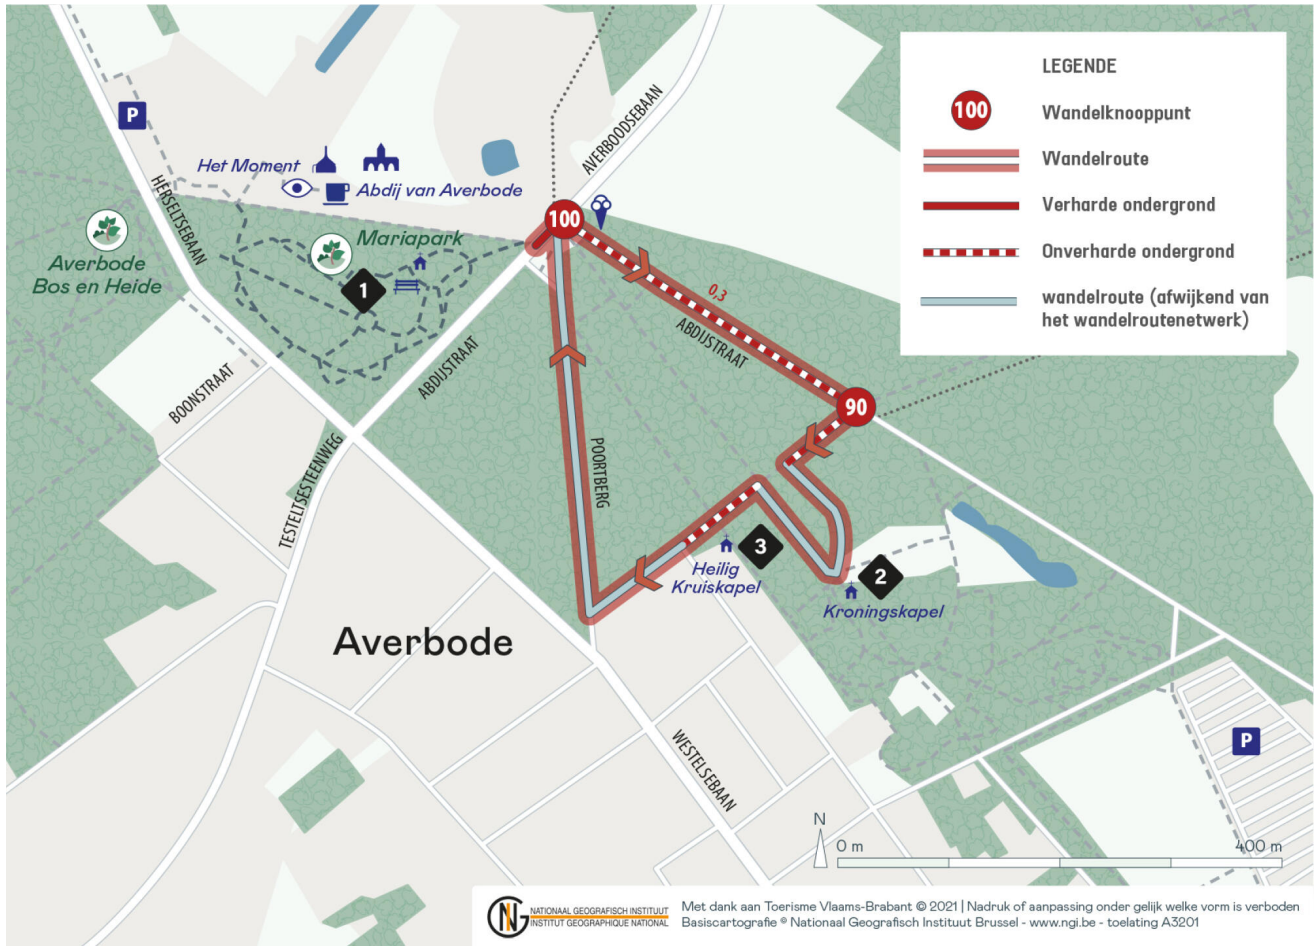 LEGENDE
100
Wandelknooppunt
Wandelroute
Verharde ondergrond
Onverharde ondergrond
wandelroute (afwijkend van
het wandelroutenetwerk)
P
Het Moment
Abdij van Averbode
AVERBOODSEBAAN
HERSELTSEBAAN
100
Averbode
Bos en Heide
Mariapark
1
0,3
ABDIJSTRAAT
ABDIJSTRAAT
BOONSTRAAT
90
TESTELTSESTEENWEG
POORTBERG
3
Heilig
Kruiskapel
2
Kroningskapel
Averbode
WESTELSEBAAN
P
N
0 m
400 m
NGI
NATIONAAL GEOGRAFISCH INSTITUUT
INSTITUT GEOGRAPHIQUE NATIONAL
Met dank aan Toerisme Vlaams-Brabant © 2021 | Nadruk of aanpassing onder gelijk welke vorm is verboden
Basiscartografie © Nationaal Geografisch Instituut Brussel - www.ngi.be - toelating A3201